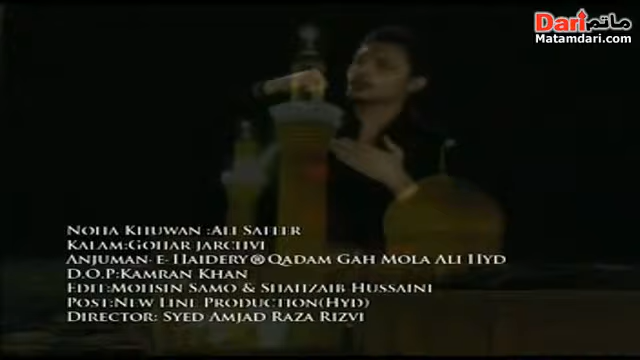 Dari ماتم
Matamdari.com
Noha Khuwan :Ali Safeer
Kalam:Gohar Jarchvi
Anjuman-e-Haidery®Qadam Gah Mola Ali Hyd
D.O.P:Kamran Khan
Edit:Mohsin Samo & Shahzaib Hussaini
Post:New Line Production(Hyd)
Director: Syed Amjad Raza Rizvi